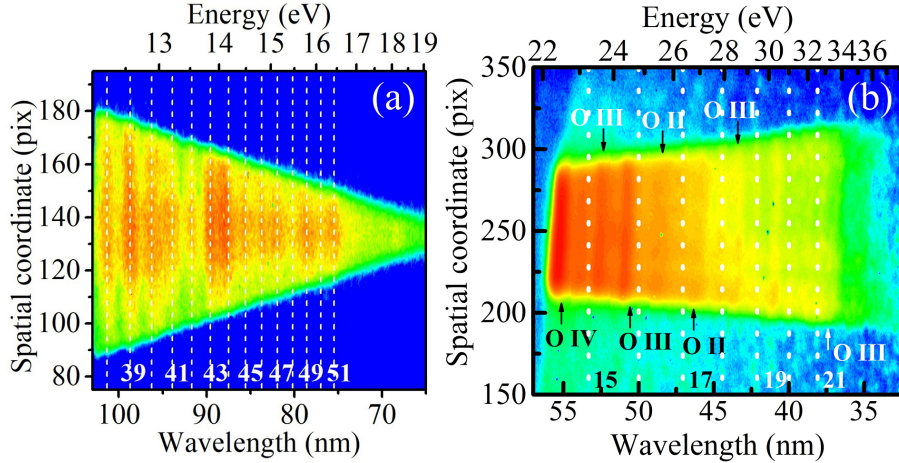 Energy (eV)
13 14 15 16 17 18 19
(a)
Spatial coordinate (pix)
180
160
140
120
100
80
39 41 43 45 47 49 51
100 90 80 70
Wavelength (nm)
Energy (eV)
22 24 26 28 30 32 34 36
(b)
Spatial coordinate (pix)
350
300
250
200
150
O III O II O III
O IV O III O II O III
15 17 19 21
55 50 45 40 35
Wavelength (nm)